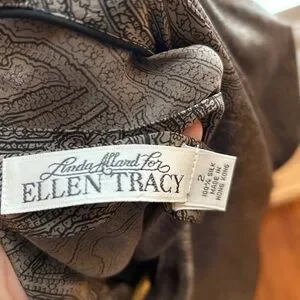 Linda Allard for
ELLEN TRACY
2
100% SILK
MADE IN
HONG KONG